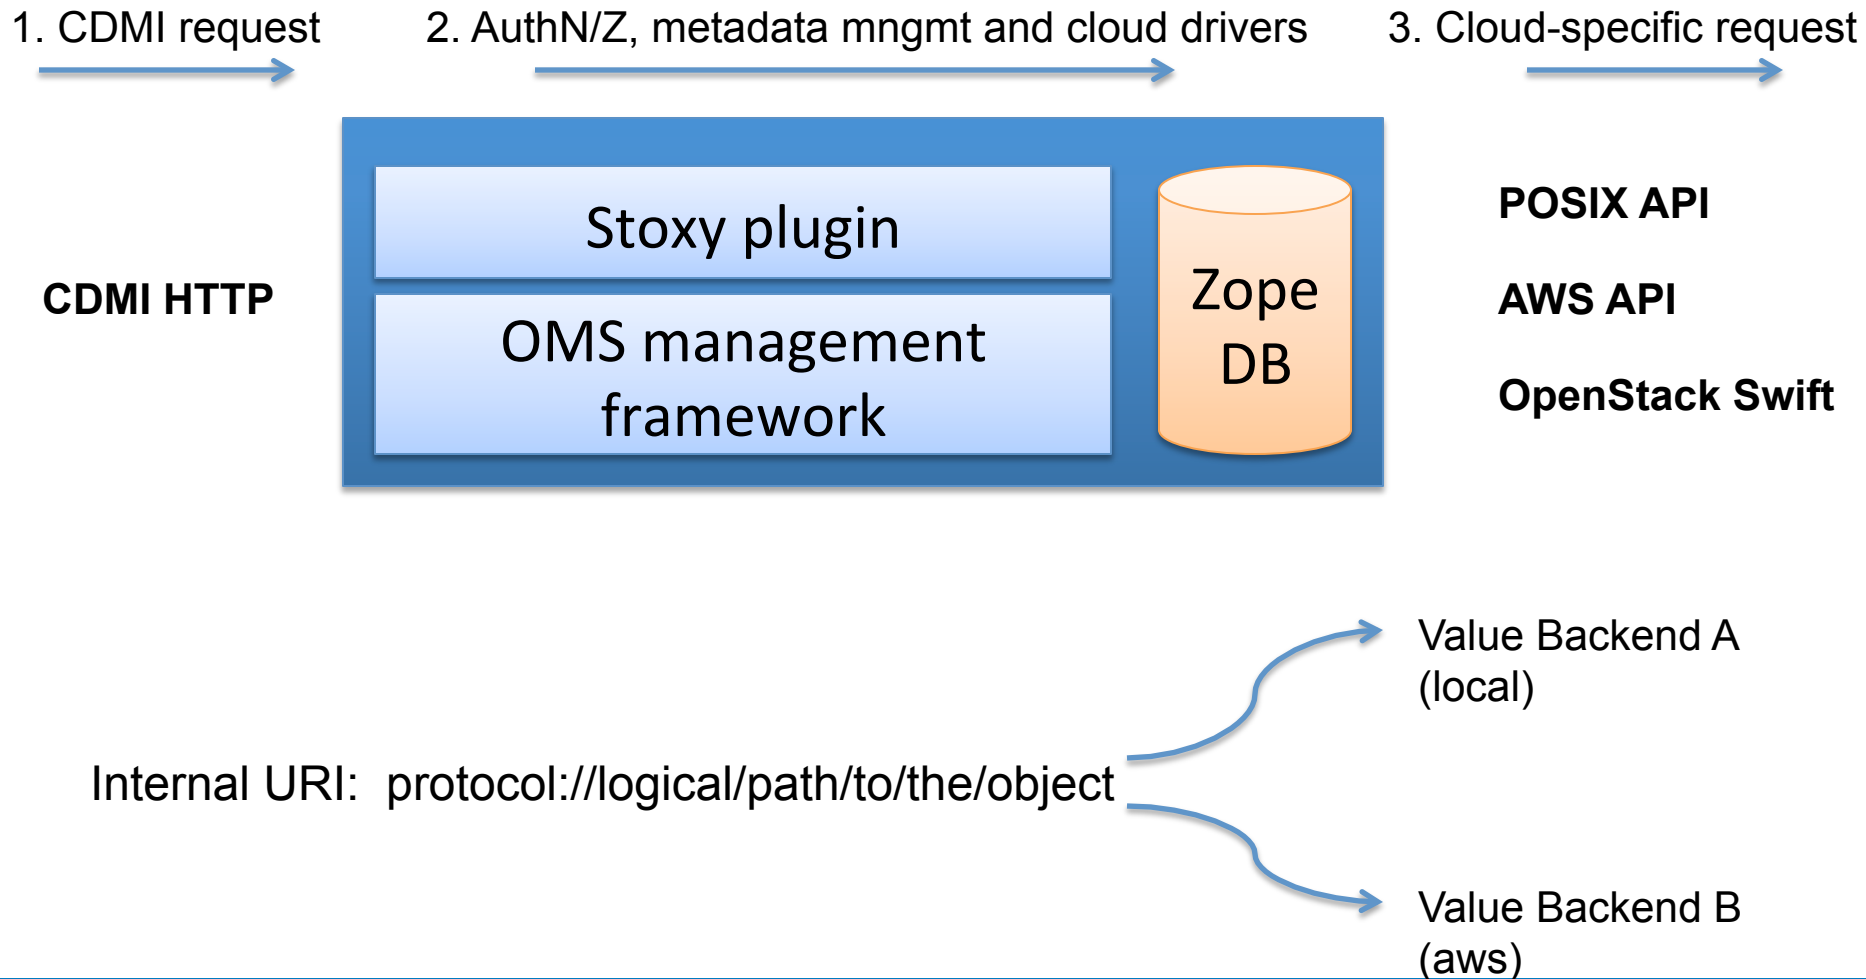 1. CDMI request
2. AuthN/Z, metadata mngmt and cloud drivers
3. Cloud-specific request
CDMI HTTP
Stoxy plugin
OMS management
framework
Zope
DB
POSIX API
AWS API
OpenStack Swift
Internal URI: protocol://logical/path/to/the/object
Value Backend A
(local)
Value Backend B
(aws)